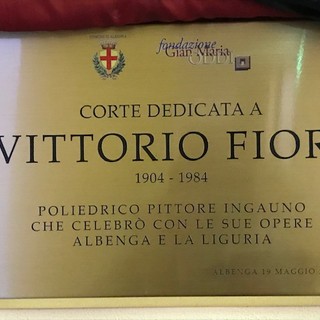 fondazione
Gian Maria
ODDI
CORTE DEDICATA A
VITTORIO FIOR
1904 - 1984
POLIEDRICO PITTORE INGAUNO
CHE CELEBRÒ CON LE SUE OPERE
ALBENGA E LA LIGURIA
ALBENGA 19 MAGGIO